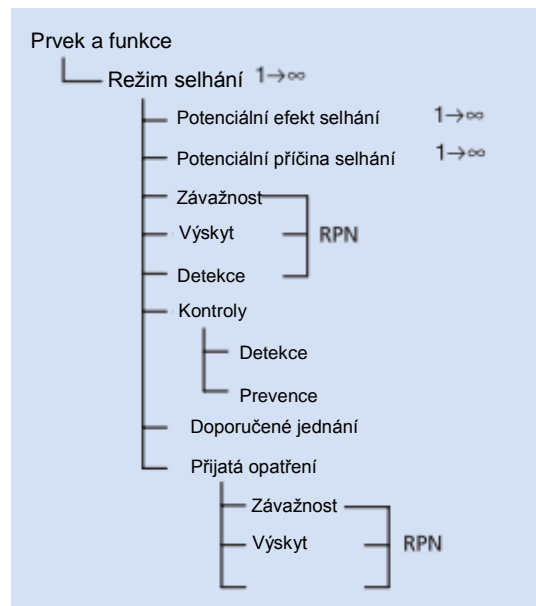 Prvek a funkce
Režim selhání 1→∞
Potenciální efekt selhání 1→∞
Potenciální příčina selhání 1→∞
Závažnost
Výskyt RPN
Detekce
Kontroly
Detekce
Prevence
Doporučené jednání
Přijatá opatření
Závažnost
Výskyt RPN